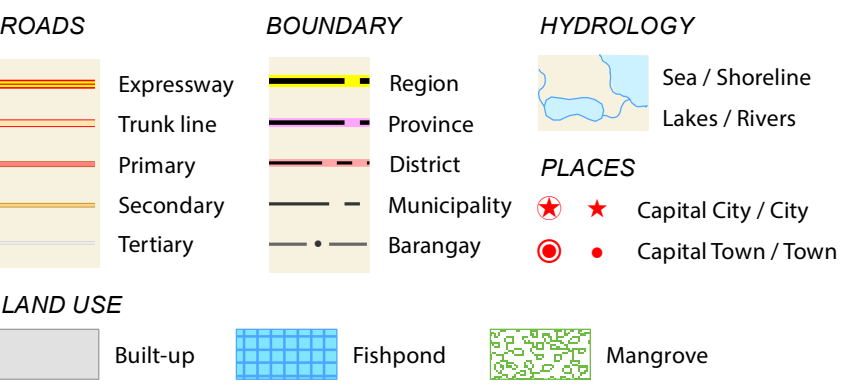 ROADS
Expressway
Trunk line
Primary
Secondary
Tertiary
BOUNDARY
Region
Province
District
Municipality
Barangay
HYDROLOGY
Sea / Shoreline
Lakes / Rivers
PLACES
Capital City / City
Capital Town / Town
LAND USE
Built-up
Fishpond
Mangrove